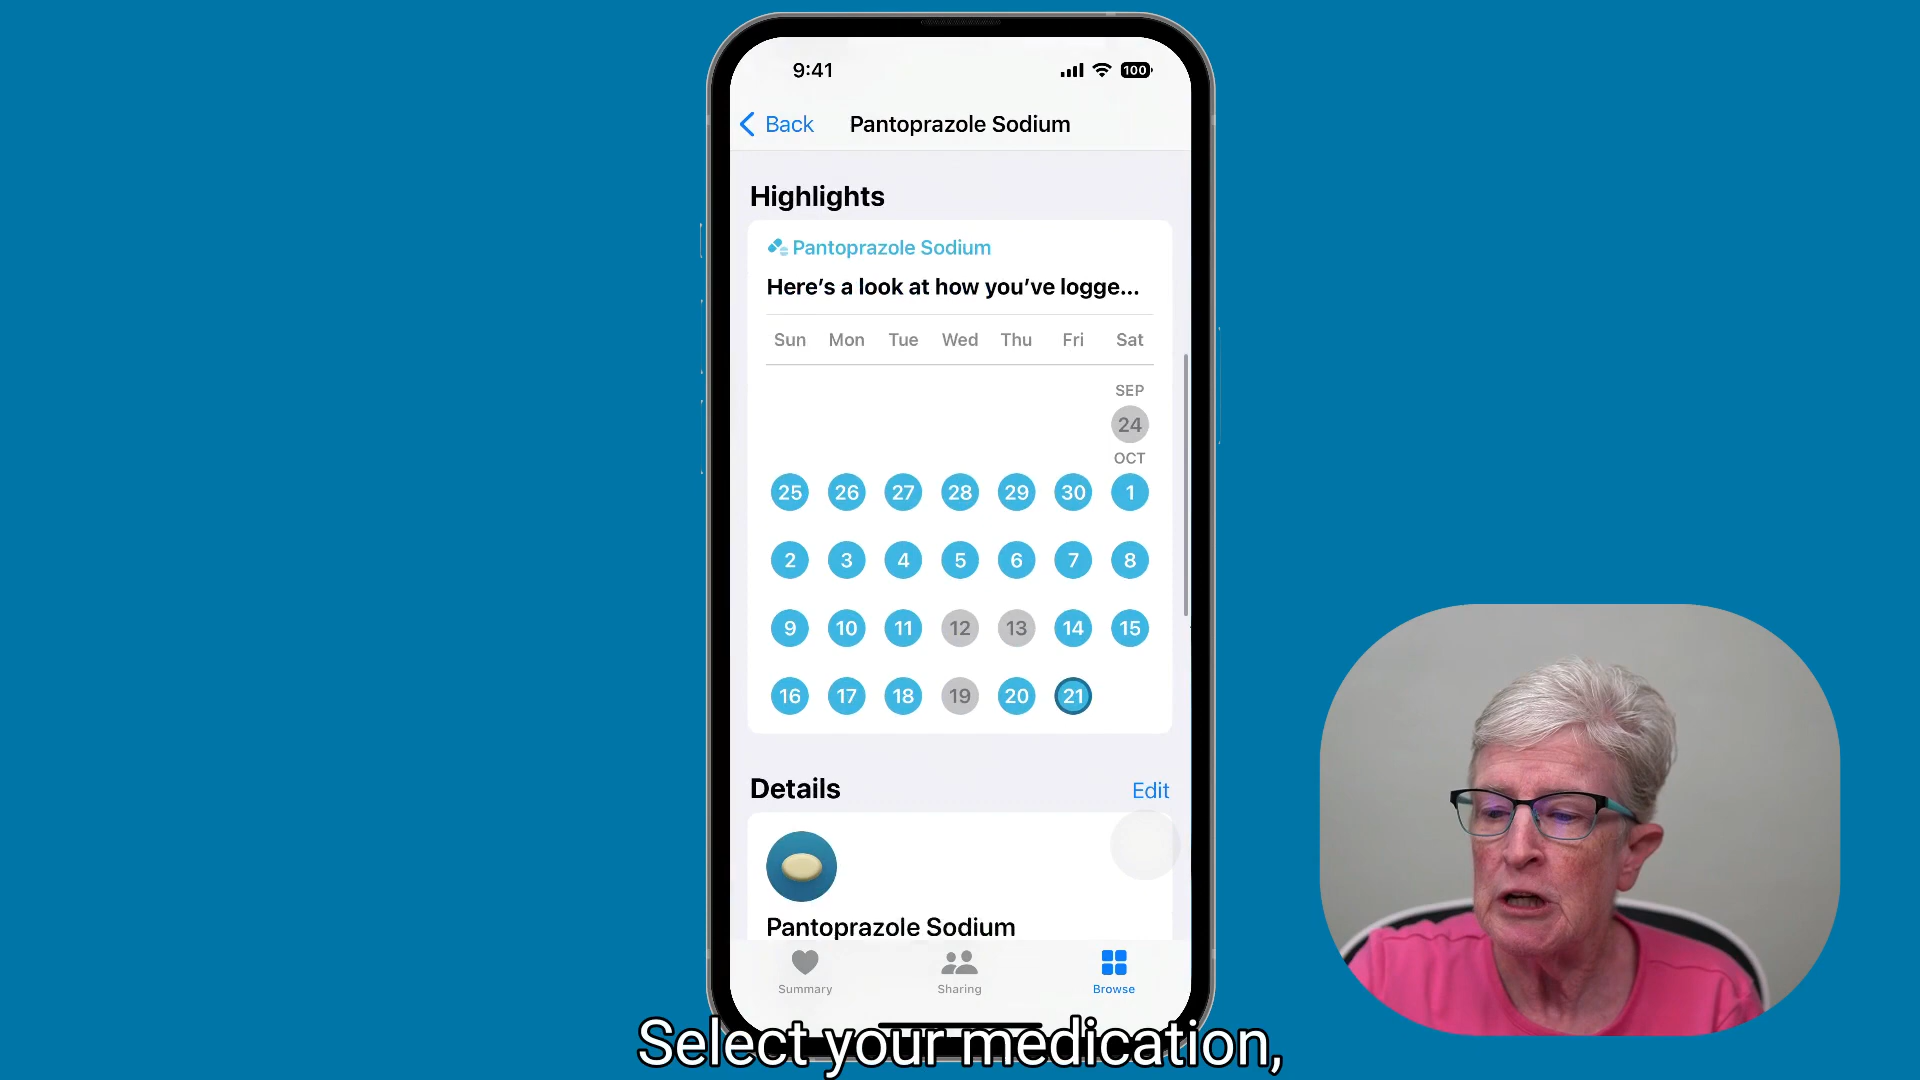 9:41
100
Back
Pantoprazole Sodium
Highlights
Pantoprazole Sodium
Here’s a look at how you’ve logge...
Sun Mon Tue Wed Thu Fri Sat
SEP
24
OCT
25 26 27 28 29 30 1
2 3 4 5 6 7 8
9 10 11 12 13 14 15
16 17 18 19 20 21
Details
Edit
Pantoprazole Sodium
Summary
Sharing
Browse
Select your medication,